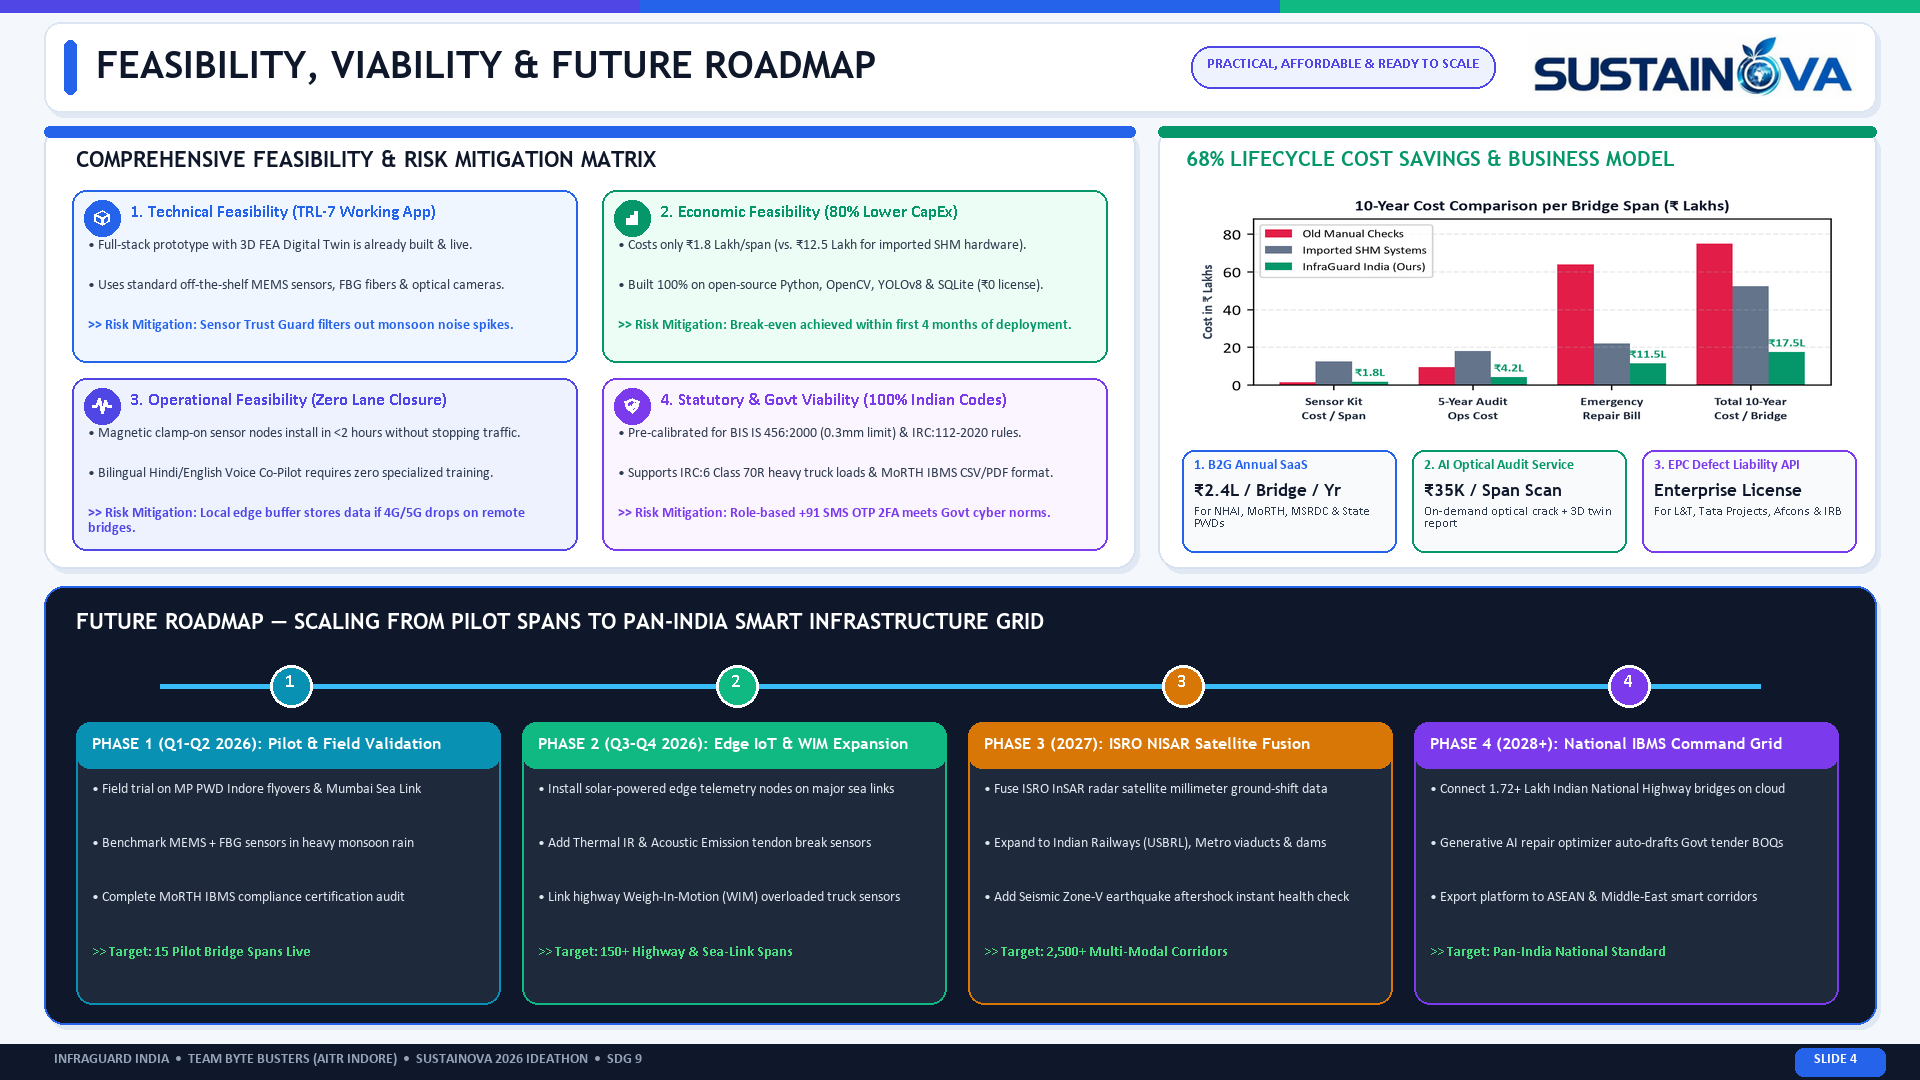 FEASIBILITY, VIABILITY & FUTURE ROADMAP
PRACTICAL, AFFORDABLE & READY TO SCALE
SUSTAINOVA
COMPREHENSIVE FEASIBILITY & RISK MITIGATION MATRIX
1. Technical Feasibility (TRL-7 Working App)
• Full-stack prototype with 3D FEA Digital Twin is already built & live.
• Uses standard off-the-shelf MEMS sensors, FBG fibers & optical cameras.
>> Risk Mitigation: Sensor Trust Guard filters out monsoon noise spikes.
2. Economic Feasibility (80% Lower CapEx)
• Costs only ₹1.8 Lakh/span (vs. ₹12.5 Lakh for imported SHM hardware).
• Built 100% on open-source Python, OpenCV, YOLOv8 & SQLite (₹0 license).
>> Risk Mitigation: Break-even achieved within first 4 months of deployment.
3. Operational Feasibility (Zero Lane Closure)
• Magnetic clamp-on sensor nodes install in <2 hours without stopping traffic.
• Bilingual Hindi/English Voice Co-Pilot requires zero specialized training.
>> Risk Mitigation: Local edge buffer stores data if 4G/5G drops on remote
bridges.
4. Statutory & Govt Viability (100% Indian Codes)
• Pre-calibrated for BIS IS 456:2000 (0.3mm limit) & IRC:112-2020 rules.
• Supports IRC:6 Class 70R heavy truck loads & MoRTH IBMS CSV/PDF format.
>> Risk Mitigation: Role-based +91 SMS OTP 2FA meets Govt cyber norms.
68% LIFECYCLE COST SAVINGS & BUSINESS MODEL
10-Year Cost Comparison per Bridge Span (₹ Lakhs)
Cost in ₹ Lakhs
80
60
40
20
0
Old Manual Checks
Imported SHM Systems
InfraGuard India (Ours)
₹1.8L
₹4.2L
₹11.5L
₹17.5L
Sensor Kit
Cost / Span
5-Year Audit
Ops Cost
Emergency
Repair Bill
Total 10-Year
Cost / Bridge
1. B2G Annual SaaS
₹2.4L / Bridge / Yr
For NHAI, MoRTH, MSRDC & State
PWDs
2. AI Optical Audit Service
₹35K / Span Scan
On-demand optical crack + 3D twin
report
3. EPC Defect Liability API
Enterprise License
For L&T, Tata Projects, Afcons & IRB
FUTURE ROADMAP — SCALING FROM PILOT SPANS TO PAN-INDIA SMART INFRASTRUCTURE GRID
1
2
3
4
PHASE 1 (Q1-Q2 2026): Pilot & Field Validation
• Field trial on MP PWD Indore flyovers & Mumbai Sea Link
• Benchmark MEMS + FBG sensors in heavy monsoon rain
• Complete MoRTH IBMS compliance certification audit
>> Target: 15 Pilot Bridge Spans Live
PHASE 2 (Q3-Q4 2026): Edge IoT & WIM Expansion
• Install solar-powered edge telemetry nodes on major sea links
• Add Thermal IR & Acoustic Emission tendon break sensors
• Link highway Weigh-In-Motion (WIM) overloaded truck sensors
>> Target: 150+ Highway & Sea-Link Spans
PHASE 3 (2027): ISRO NISAR Satellite Fusion
• Fuse ISRO InSAR radar satellite millimeter ground-shift data
• Expand to Indian Railways (USBRL), Metro viaducts & dams
• Add Seismic Zone-V earthquake aftershock instant health check
>> Target: 2,500+ Multi-Modal Corridors
PHASE 4 (2028+): National IBMS Command Grid
• Connect 1.72+ Lakh Indian National Highway bridges on cloud
• Generative AI repair optimizer auto-drafts Govt tender BOQs
• Export platform to ASEAN & Middle-East smart corridors
>> Target: Pan-India National Standard
INFRAGUARD INDIA • TEAM BYTE BUSTERS (AITR INDORE) • SUSTAINOVA 2026 IDEATHON • SDG 9
SLIDE 4